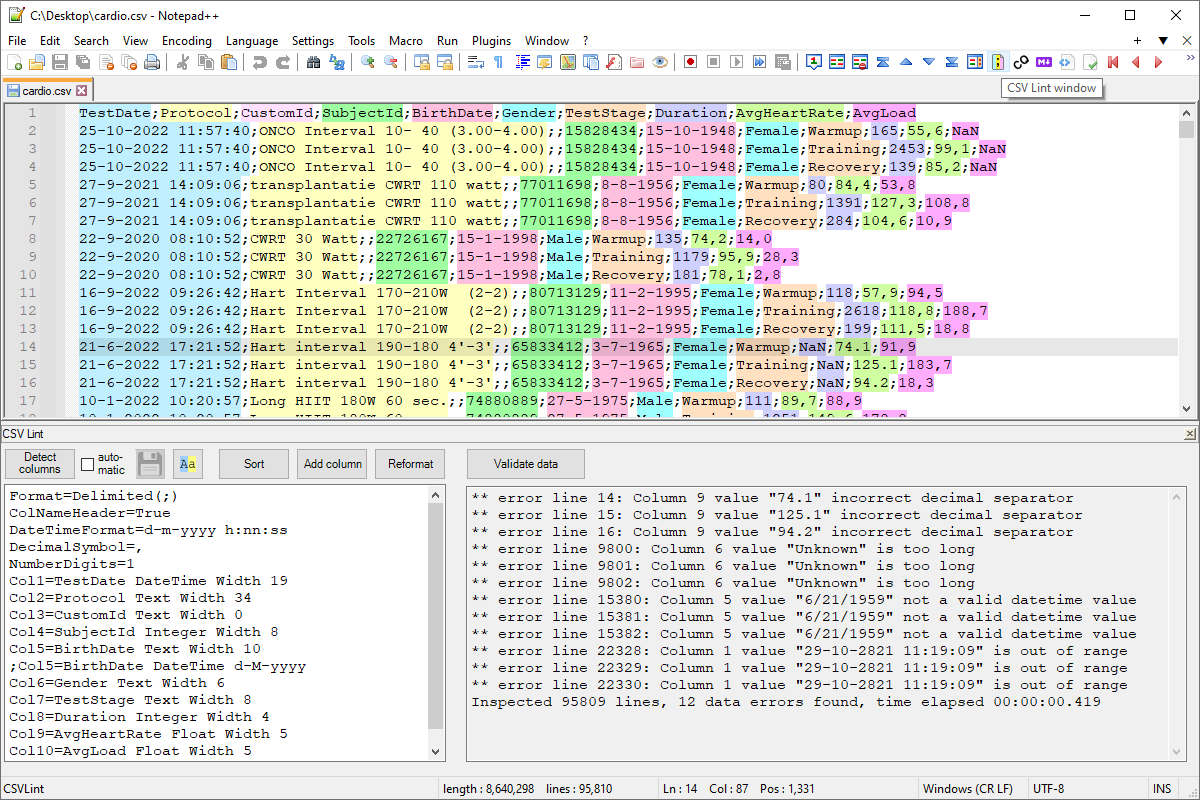 C:\Desktop\cardio.csv - Notepad++
File Edit Search View Encoding Language Settings Tools Macro Run Plugins Window ? + ▼ ✕
cardio.csv
CSV Lint window
1 TestDate;Protocol;CustomId;SubjectId;BirthDate;Gender;TestStage;Duration;AvgHeartRate;AvgLoad
2 25-10-2022 11:57:40;ONCO Interval 10- 40 (3.00-4.00);;15828434;15-10-1948;Female;Warmup;165;55,6;NaN
3 25-10-2022 11:57:40;ONCO Interval 10- 40 (3.00-4.00);;15828434;15-10-1948;Female;Training;2453;99,1;NaN
4 25-10-2022 11:57:40;ONCO Interval 10- 40 (3.00-4.00);;15828434;15-10-1948;Female;Recovery;139;85,2;NaN
5 27-9-2021 14:09:06;transplantatie CWRT 110 watt;;77011698;8-8-1956;Female;Warmup;80;84,4;53,8
6 27-9-2021 14:09:06;transplantatie CWRT 110 watt;;77011698;8-8-1956;Female;Training;1391;127,3;108,8
7 27-9-2021 14:09:06;transplantatie CWRT 110 watt;;77011698;8-8-1956;Female;Recovery;284;104,6;10,9
8 22-9-2020 08:10:52;CWRT 30 Watt;;22726167;15-1-1998;Male;Warmup;135;74,2;14,0
9 22-9-2020 08:10:52;CWRT 30 Watt;;22726167;15-1-1998;Male;Training;1179;95,9;28,3
10 22-9-2020 08:10:52;CWRT 30 Watt;;22726167;15-1-1998;Male;Recovery;181;78,1;2,8
11 16-9-2022 09:26:42;Hart Interval 170-210W  (2-2);;80713129;11-2-1995;Female;Warmup;118;57,9;94,5
12 16-9-2022 09:26:42;Hart Interval 170-210W  (2-2);;80713129;11-2-1995;Female;Training;2618;118,8;188,7
13 16-9-2022 09:26:42;Hart Interval 170-210W  (2-2);;80713129;11-2-1995;Female;Recovery;199;111,5;18,8
14 21-6-2022 17:21:52;Hart interval 190-180 4'-3';;65833412;3-7-1965;Female;Warmup;NaN;74.1;91,9
15 21-6-2022 17:21:52;Hart interval 190-180 4'-3';;65833412;3-7-1965;Female;Training;NaN;125.1;183,7
16 21-6-2022 17:21:52;Hart interval 190-180 4'-3';;65833412;3-7-1965;Female;Recovery;NaN;94.2;18,3
17 10-1-2022 10:20:57;Long HIIT 180W 60 sec.;;74880889;27-5-1975;Male;Warmup;111;89,7;88,9
CSV Lint
Detect columns
auto-matic
Aa
Sort
Add column
Reformat
Validate data
Format=Delimited(;)
ColNameHeader=True
DateTimeFormat=d-m-yyyy h:nn:ss
DecimalSymbol=,
NumberDigits=1
Col1=TestDate DateTime Width 19
Col2=Protocol Text Width 34
Col3=CustomId Text Width 0
Col4=SubjectId Integer Width 8
Col5=BirthDate Text Width 10
;Col5=BirthDate DateTime d-M-yyyy
Col6=Gender Text Width 6
Col7=TestStage Text Width 8
Col8=Duration Integer Width 4
Col9=AvgHeartRate Float Width 5
Col10=AvgLoad Float Width 5
** error line 14: Column 9 value "74.1" incorrect decimal separator
** error line 15: Column 9 value "125.1" incorrect decimal separator
** error line 16: Column 9 value "94.2" incorrect decimal separator
** error line 9800: Column 6 value "Unknown" is too long
** error line 9801: Column 6 value "Unknown" is too long
** error line 9802: Column 6 value "Unknown" is too long
** error line 15380: Column 5 value "6/21/1959" not a valid datetime value
** error line 15381: Column 5 value "6/21/1959" not a valid datetime value
** error line 15382: Column 5 value "6/21/1959" not a valid datetime value
** error line 22328: Column 1 value "29-10-2821 11:19:09" is out of range
** error line 22329: Column 1 value "29-10-2821 11:19:09" is out of range
** error line 22330: Column 1 value "29-10-2821 11:19:09" is out of range
Inspected 95809 lines, 12 data errors found, time elapsed 00:00:00.419
CSVLint length : 8,640,298 lines : 95,810 Ln : 14 Col : 87 Pos : 1,331 Windows (CR LF) UTF-8 INS